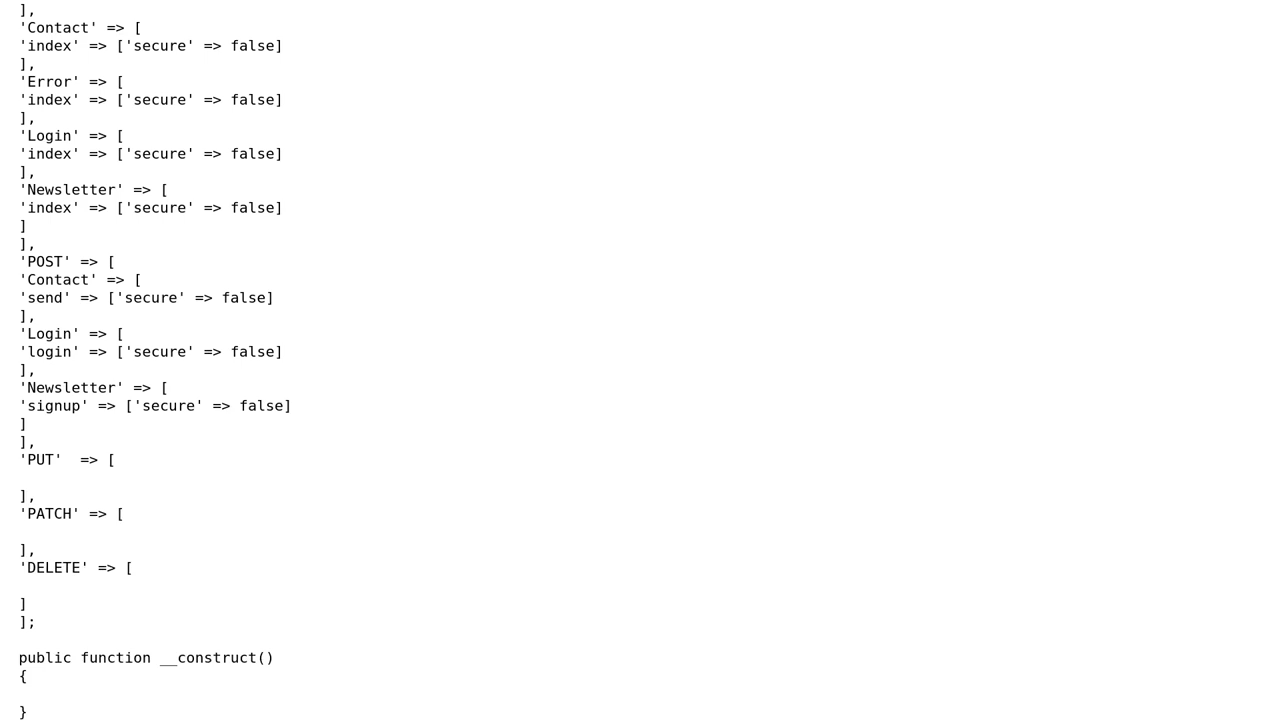 ],
'Contact' => [
'index' => ['secure' => false]
],
'Error' => [
'index' => ['secure' => false]
],
'Login' => [
'index' => ['secure' => false]
],
'Newsletter' => [
'index' => ['secure' => false]
]
],
'POST' => [
'Contact' => [
'send' => ['secure' => false]
],
'Login' => [
'login' => ['secure' => false]
],
'Newsletter' => [
'signup' => ['secure' => false]
]
],
'PUT'  => [

],
'PATCH' => [

],
'DELETE' => [

]
];

public function __construct()
{

}